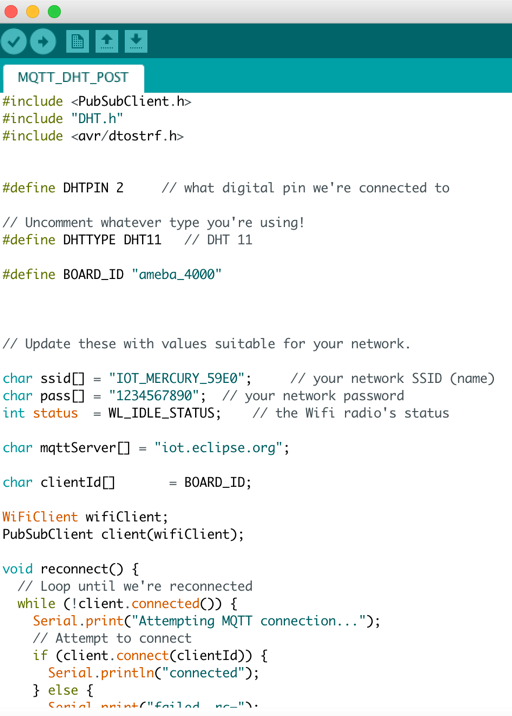 MQTT_DHT_POST
#include <PubSubClient.h>
#include "DHT.h"
#include <avr/dtostrf.h>
#define DHTPIN 2     // what digital pin we're connected to
// Uncomment whatever type you're using!
#define DHTTYPE DHT11   // DHT 11
#define BOARD_ID "ameba_4000"
// Update these with values suitable for your network.
char ssid[] = "IOT_MERCURY_59E0";     // your network SSID (name)
char pass[] = "1234567890";  // your network password
int status  = WL_IDLE_STATUS;    // the Wifi radio's status
char mqttServer[] = "iot.eclipse.org";
char clientId[]       = BOARD_ID;
WiFiClient wifiClient;
PubSubClient client(wifiClient);
void reconnect() {
  // Loop until we're reconnected
  while (!client.connected()) {
    Serial.print("Attempting MQTT connection...");
    // Attempt to connect
    if (client.connect(clientId)) {
      Serial.println("connected");
    } else {
      Serial.print("failed, rc=");